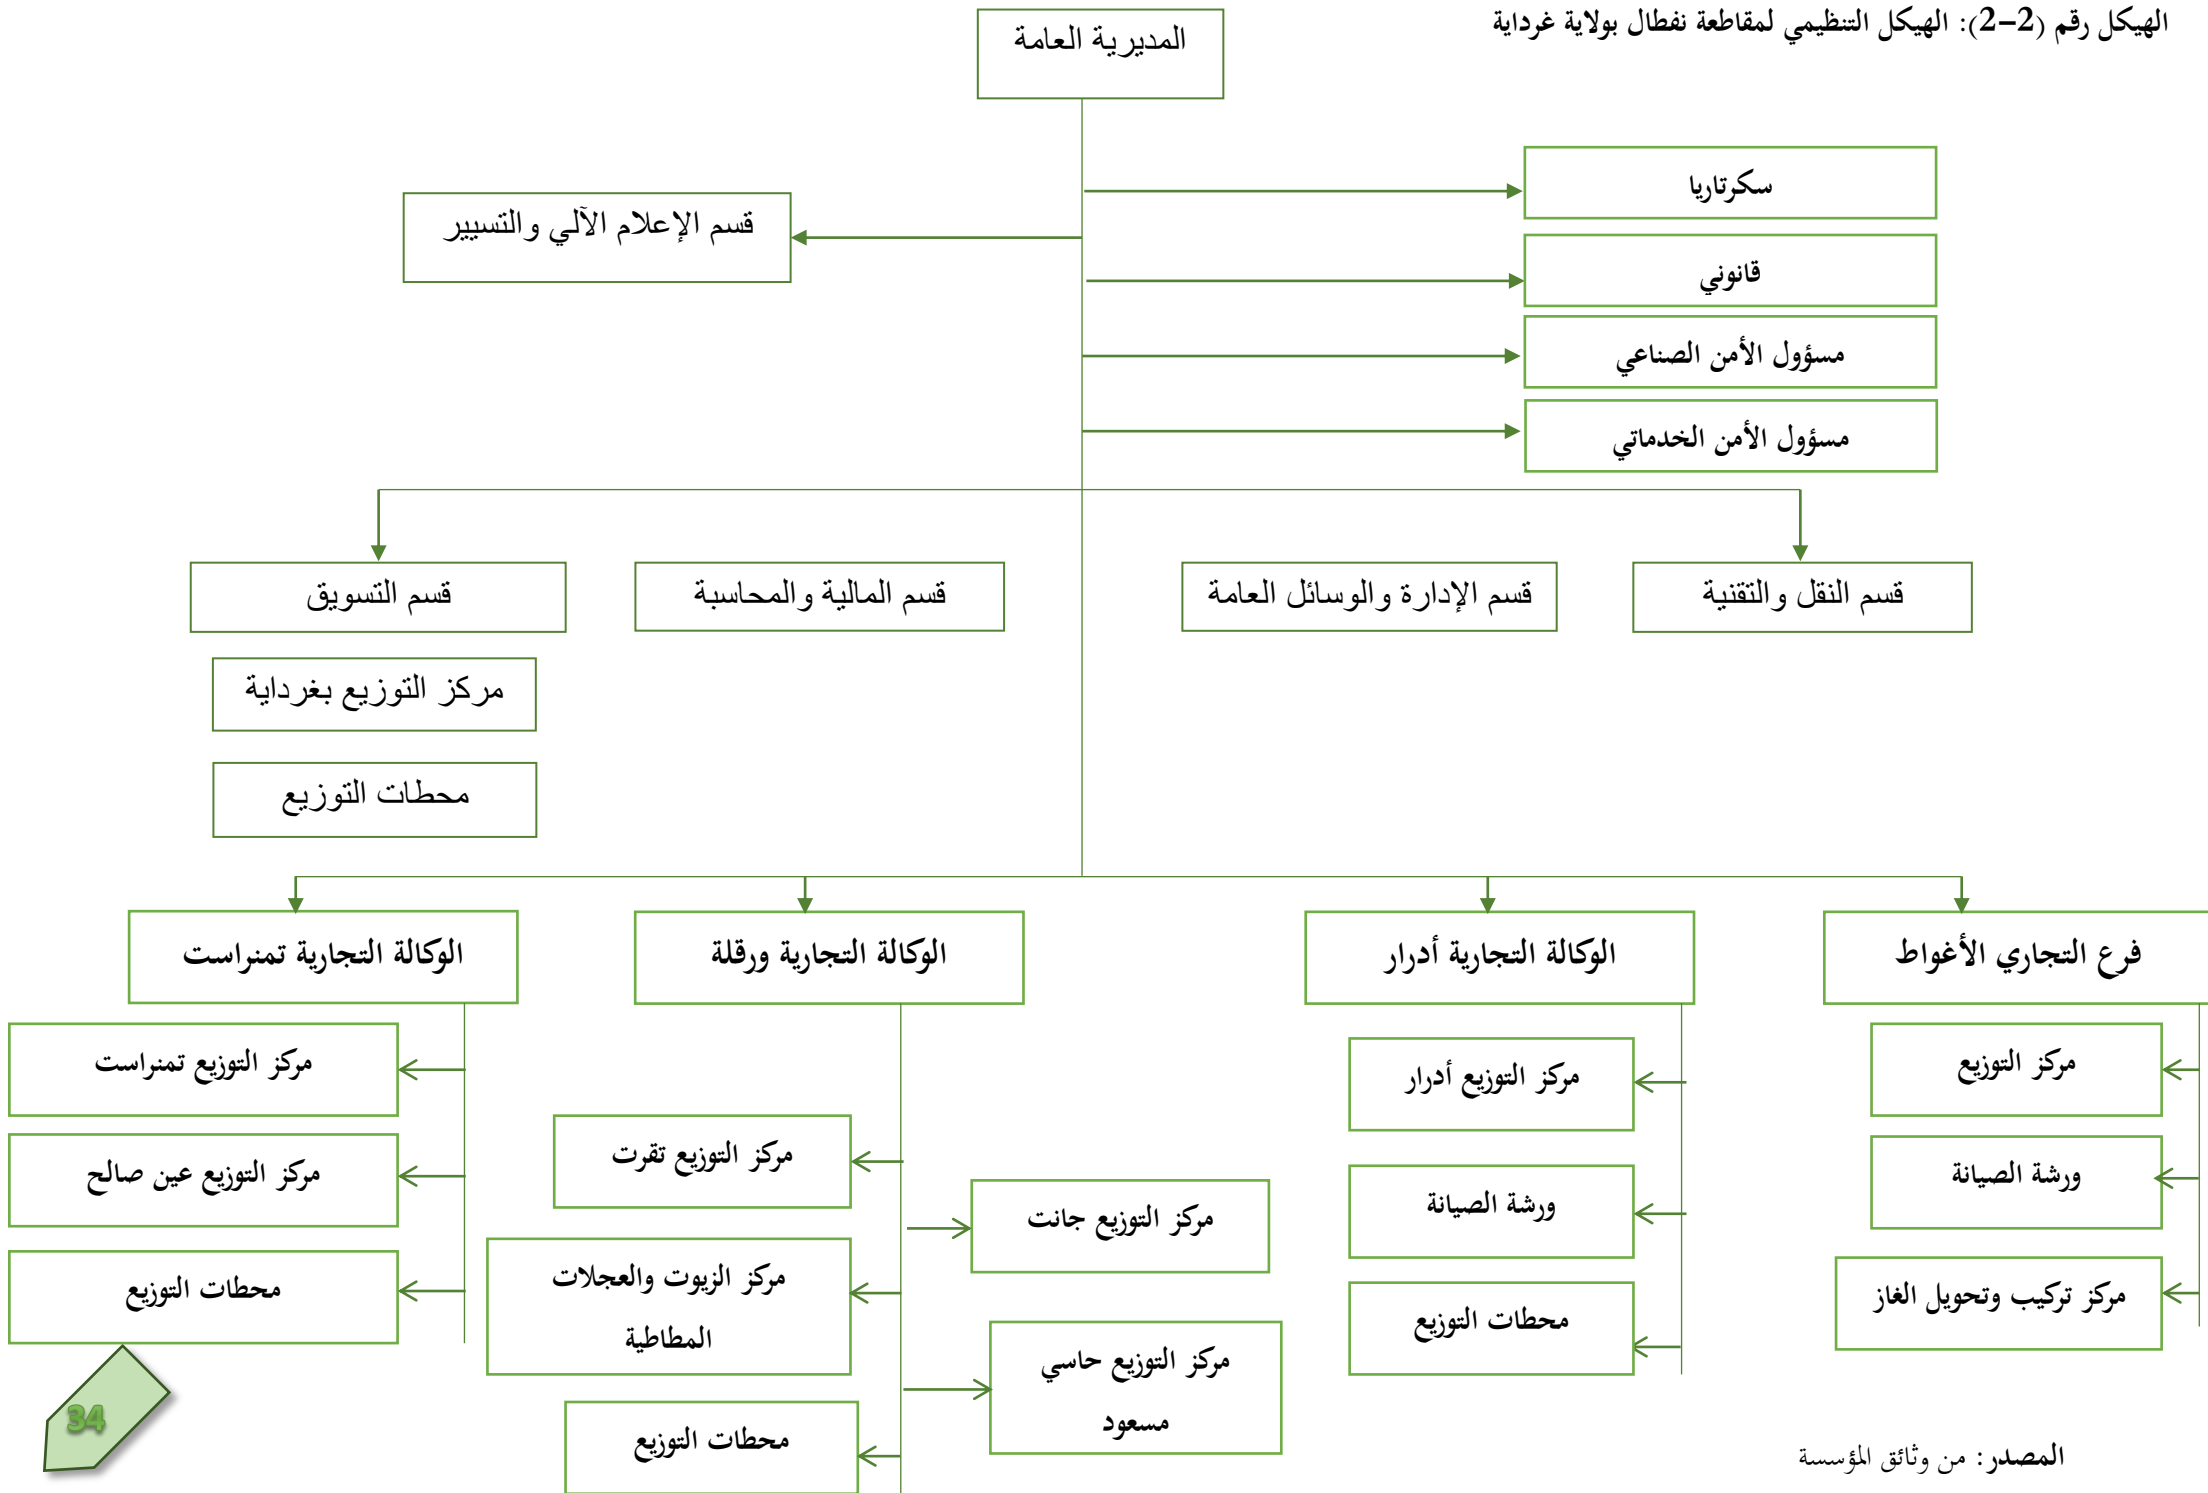 الهيكل رقم (2-2): الهيكل التنظيمي لمقاطعة نفطال بولاية غرداية
المديرية العامة
سكرتاريا
قسم الإعلام الآلي والتسيير
قانوني
مسؤول الأمن الصناعي
مسؤول الأمن الخدماتي
قسم النقل والتقنية
قسم الإدارة والوسائل العامة
قسم المالية والمحاسبة
قسم التسويق
مركز التوزيع بغرداية
محطات التوزيع
فرع التجاري الأغواط
الوكالة التجارية أدرار
الوكالة التجارية ورقلة
الوكالة التجارية تمنراست
مركز التوزيع
ورشة الصيانة
مركز تركيب وتحويل الغاز
مركز التوزيع أدرار
ورشة الصيانة
محطات التوزيع
مركز التوزيع تقرت
مركز التوزيع جانت
مركز الزيوت والعجلات
المطاطية
مركز التوزيع حاسي
مسعود
محطات التوزيع
مركز التوزيع تمنراست
مركز التوزيع عين صالح
محطات التوزيع
المصدر: من وثائق المؤسسة
34